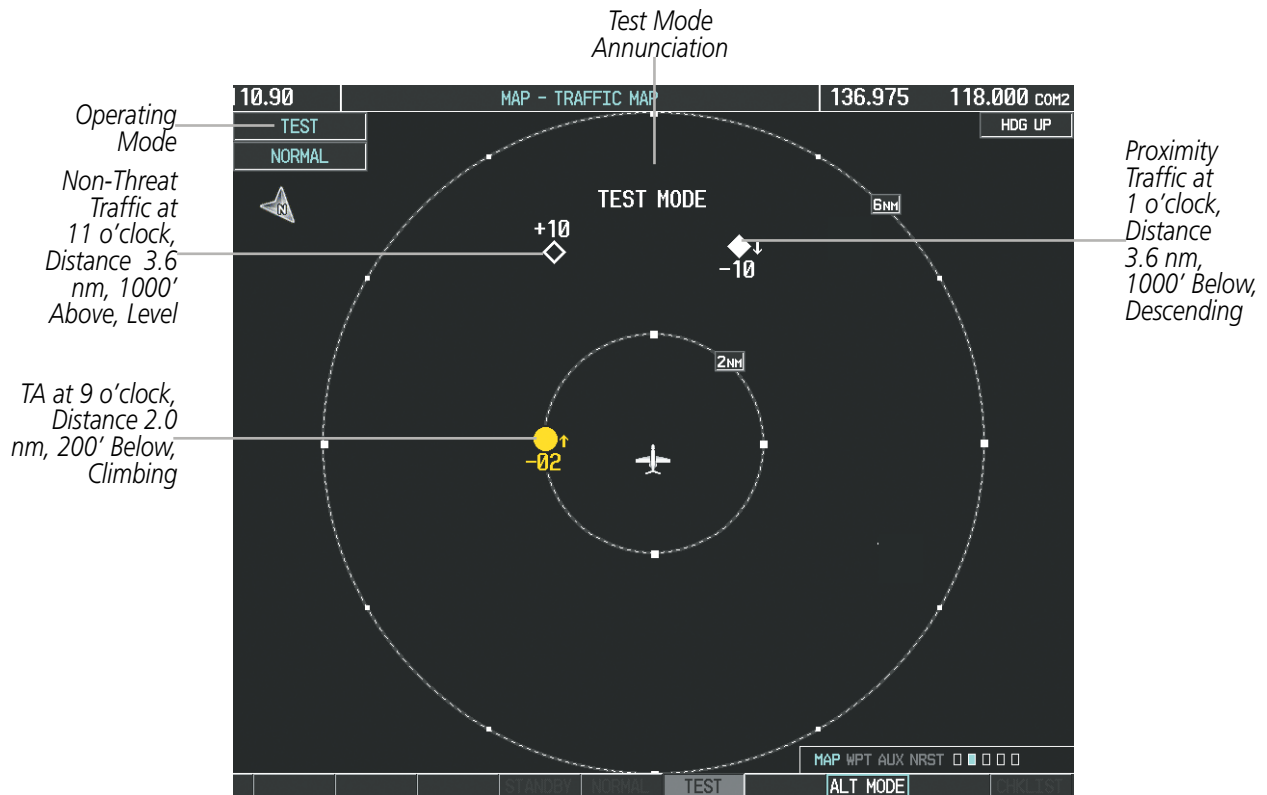 Test Mode
Annunciation
10.90
MAP – TRAFFIC MAP
136.975
118.000 COM2
Operating
Mode
TEST
NORMAL
HDG UP
N
Non-Threat
Traffic at
11 o’clock,
Distance 3.6
nm, 1000’
Above, Level
TEST MODE
6NM
+10
-10
Proximity
Traffic at
1 o’clock,
Distance
3.6 nm,
1000’ Below,
Descending
2NM
TA at 9 o’clock,
Distance 2.0
nm, 200’ Below,
Climbing
-02
MAP WPT AUX NRST
STANDBY NORMAL TEST ALT MODE CHKLIST